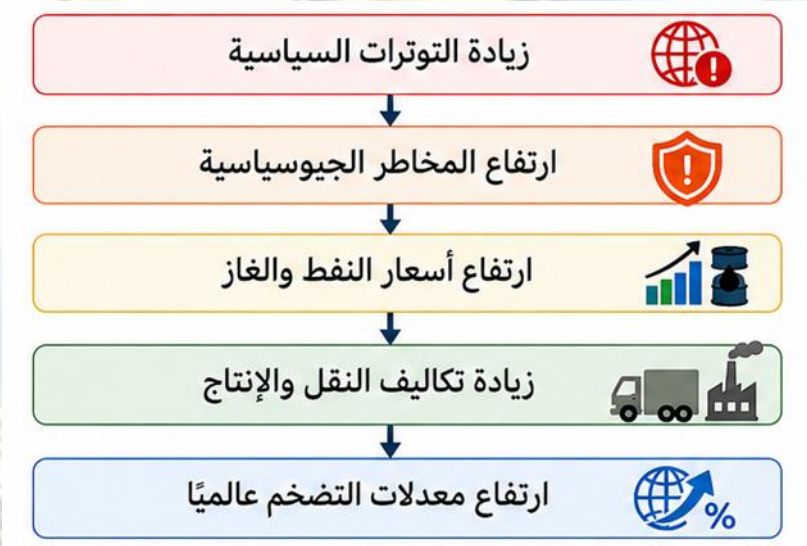 زيادة التوترات السياسية
ارتفاع المخاطر الجيوسياسية
ارتفاع أسعار النفط والغاز
زيادة تكاليف النقل والإنتاج
ارتفاع معدلات التضخم عالميًا
%